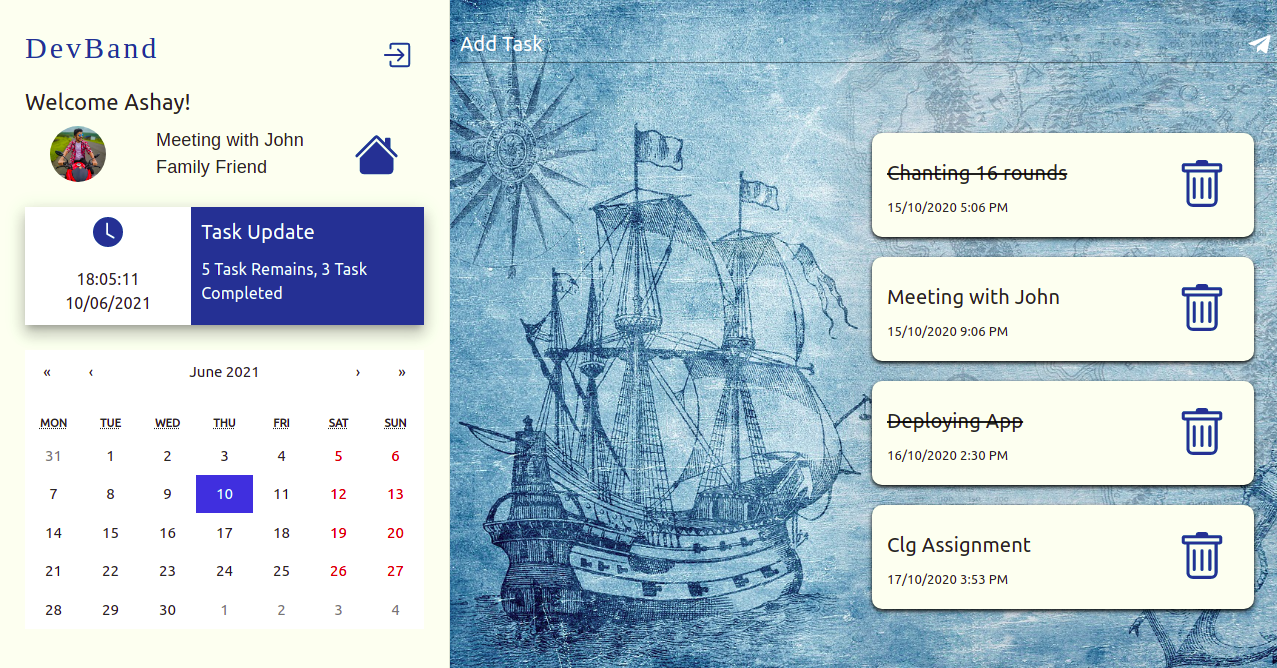 DevBand
Welcome Ashay!
Meeting with John
Family Friend
18:05:11
10/06/2021
Task Update
5 Task Remains, 3 Task
Completed
« ‹ June 2021 › »
MON TUE WED THU FRI SAT SUN
31 1 2 3 4 5 6
7 8 9 10 11 12 13
14 15 16 17 18 19 20
21 22 23 24 25 26 27
28 29 30 1 2 3 4
Add Task
Chanting 16 rounds
15/10/2020 5:06 PM
Meeting with John
15/10/2020 9:06 PM
Deploying App
16/10/2020 2:30 PM
Clg Assignment
17/10/2020 3:53 PM